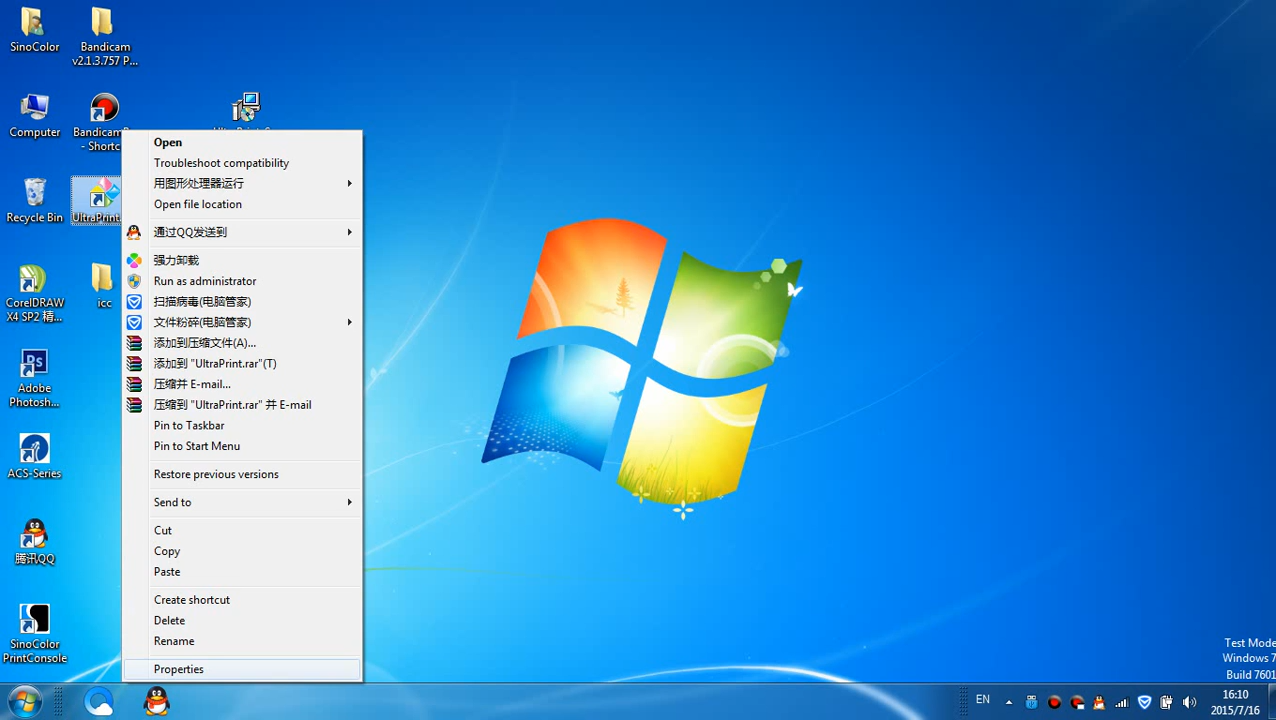 SinoColor
Bandicam
v2.1.3.757 P...
Computer
Bandicam
- Shortc
Recycle Bin
UltraPrint.
CorelDRAW
X4 SP2 精...
icc
Adobe
Photosh...
ACS-Series
腾讯QQ
SinoColor
PrintConsole
Open
Troubleshoot compatibility
用图形处理器运行
Open file location
通过QQ发送到
强力卸载
Run as administrator
扫描病毒(电脑管家)
文件粉碎(电脑管家)
添加到压缩文件(A)...
添加到 "UltraPrint.rar"(T)
压缩并 E-mail...
压缩到 "UltraPrint.rar" 并 E-mail
Pin to Taskbar
Pin to Start Menu
Restore previous versions
Send to
Cut
Copy
Paste
Create shortcut
Delete
Rename
Properties
Test Mode
Windows 7
Build 7601
EN
16:10
2015/7/16